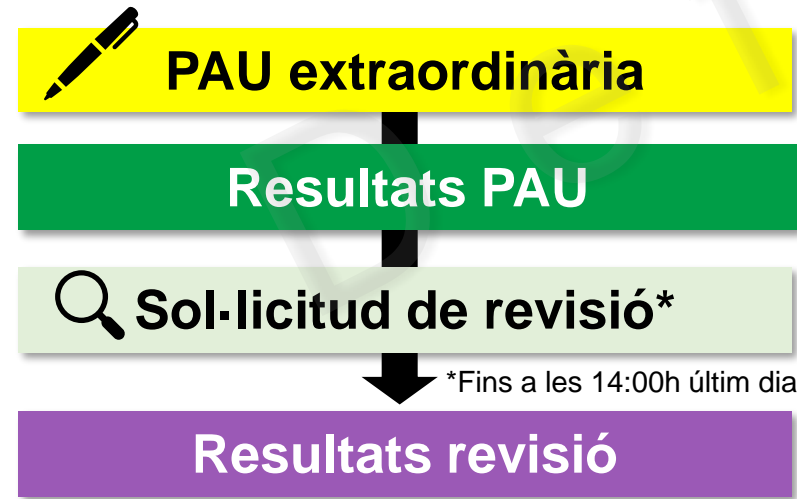 PAU extraordinària
Resultats PAU
Sol·licitud de revisió*
*Fins a les 14:00h últim dia
Resultats revisió